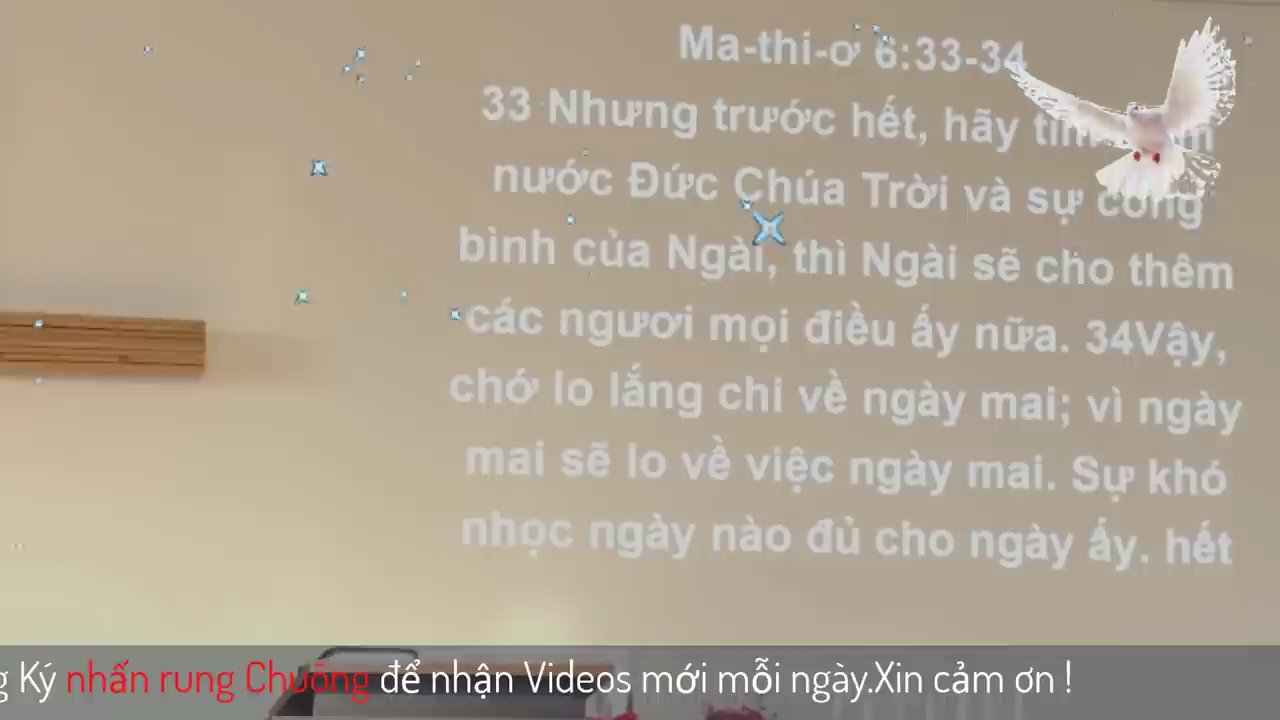 Ma-thi-ơ 6:33-34
33 Nhưng trước hết, hãy tìm
nước Đức Chúa Trời và sự công
bình của Ngài, thì Ngài sẽ cho thêm
các ngươi mọi điều ấy nữa. 34Vậy,
chớ lo lắng chi về ngày mai; vì ngày
mai sẽ lo về việc ngày mai. Sự khó
nhọc ngày nào đủ cho ngày ấy. hết
Ký nhấn rung Chuông để nhận Videos mới mỗi ngày.Xin cảm ơn !